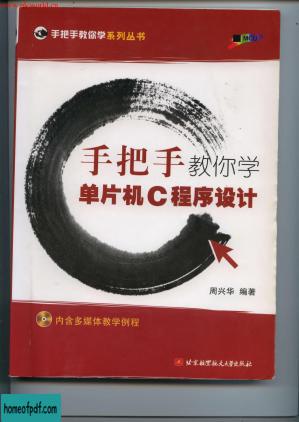 手把手教你学系列丛书
MCU
手把手教你学
单片机C程序设计
周兴华 编著
内含多媒体教学例程
北京航空航天大学出版社
homeofpdf.com